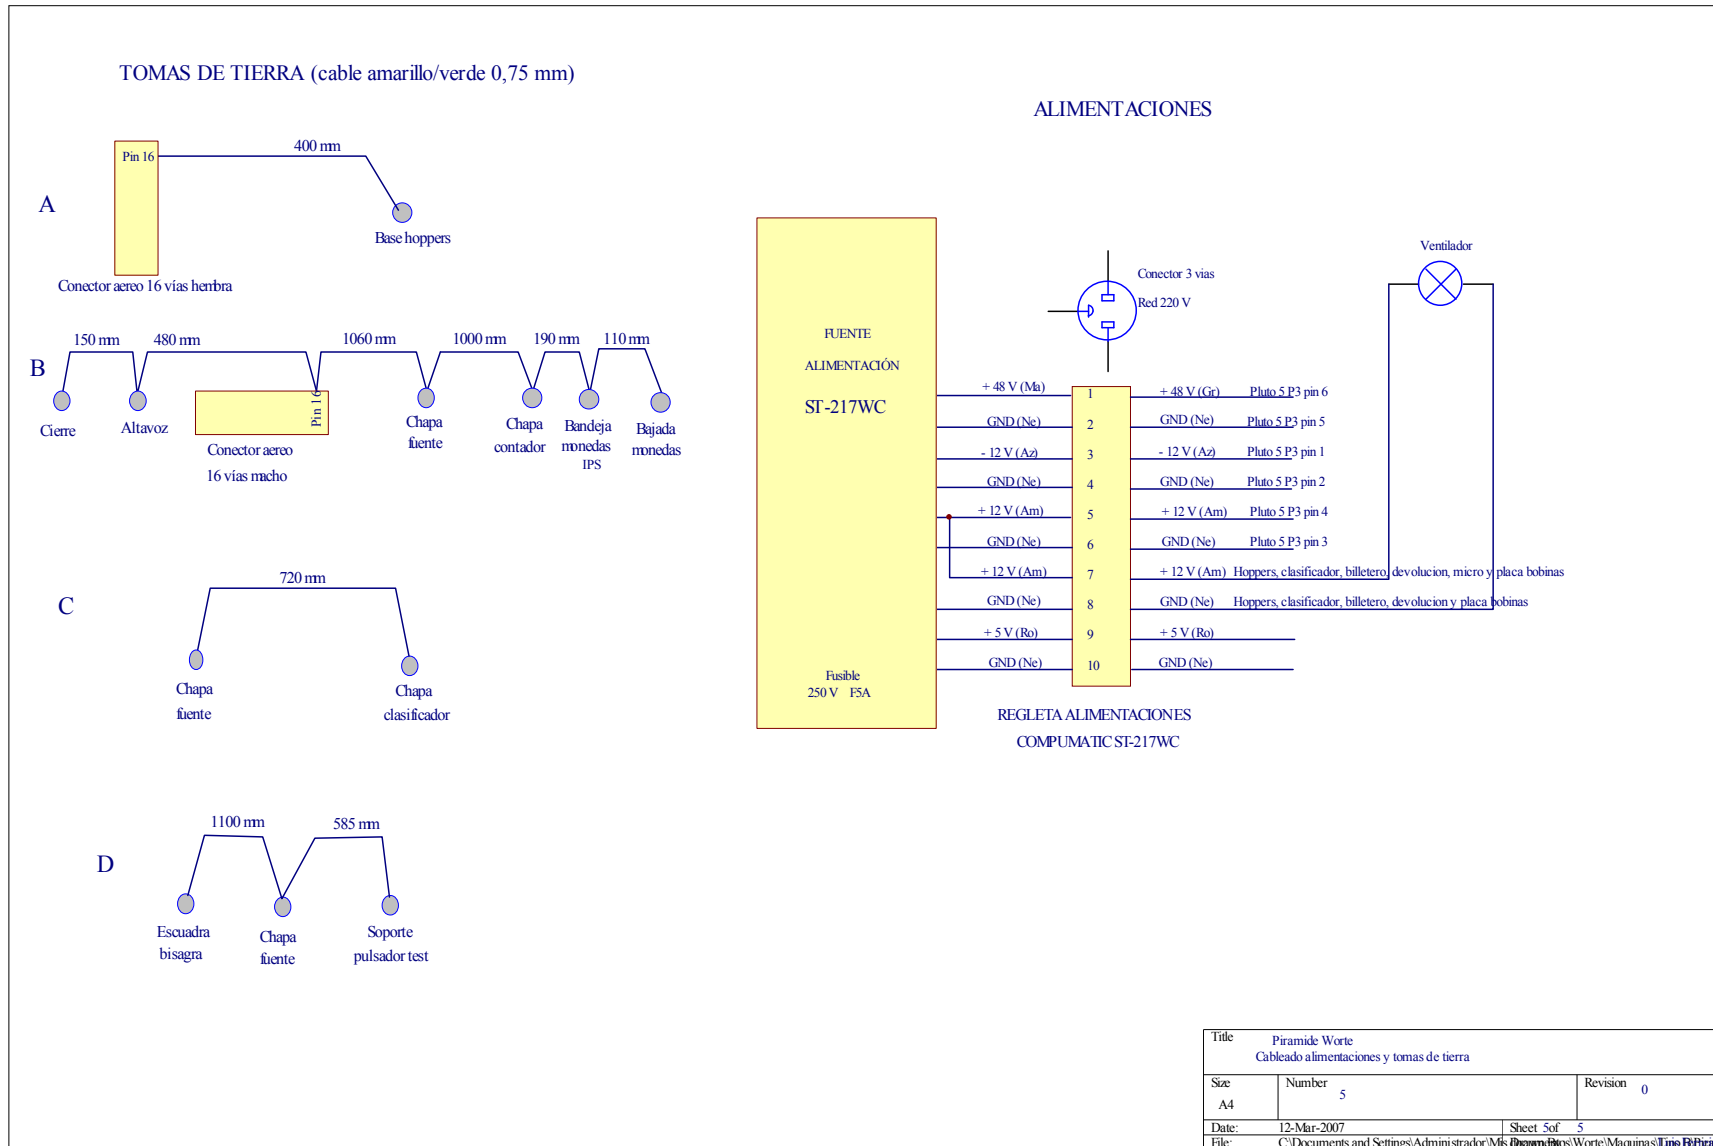 TOMAS DE TIERRA (cable amarillo/verde 0,75 mm)
A
Pin 16
400 mm
Base hoppers
Conector aereo 16 vías hembra
B
150 mm
480 mm
1060 mm
1000 mm
190 mm
110 mm
Cierre
Altavoz
Pin 16
Conector aereo
16 vías macho
Chapa
fuente
Chapa
contador
Bandeja
monedas
IPS
Bajada
monedas
C
720 mm
Chapa
fuente
Chapa
clasificador
D
1100 mm
585 mm
Escuadra
bisagra
Chapa
fuente
Soporte
pulsador test
ALIMENTACIONES
FUENTE
ALIMENTACIÓN
ST-217WC
Fusible
250 V F5A
Conector 3 vias
Red 220 V
Ventilador
+ 48 V (Ma) 1 + 48 V (Gr) Pluto 5 P3 pin 6
GND (Ne) 2 GND (Ne) Pluto 5 P3 pin 5
- 12 V (Az) 3 - 12 V (Az) Pluto 5 P3 pin 1
GND (Ne) 4 GND (Ne) Pluto 5 P3 pin 2
+ 12 V (Am) 5 + 12 V (Am) Pluto 5 P3 pin 4
GND (Ne) 6 GND (Ne) Pluto 5 P3 pin 3
+ 12 V (Am) 7 + 12 V (Am) Hoppers, clasificador, billetero, devolucion, micro y placa bobinas
GND (Ne) 8 GND (Ne) Hoppers, clasificador, billetero, devolucion y placa bobinas
+ 5 V (Ro) 9 + 5 V (Ro)
GND (Ne) 10 GND (Ne)
REGLETA ALIMENTACIONES
COMPUMATIC ST-217WC
Title
Piramide Worte
Cableado alimentaciones y tomas de tierra
Size
A4
Number
5
Revision
0
Date: 12-Mar-2007
Sheet 5 of 5
File: C:\Documents and Settings\Administrador\Mis \Worte\Maquinas\